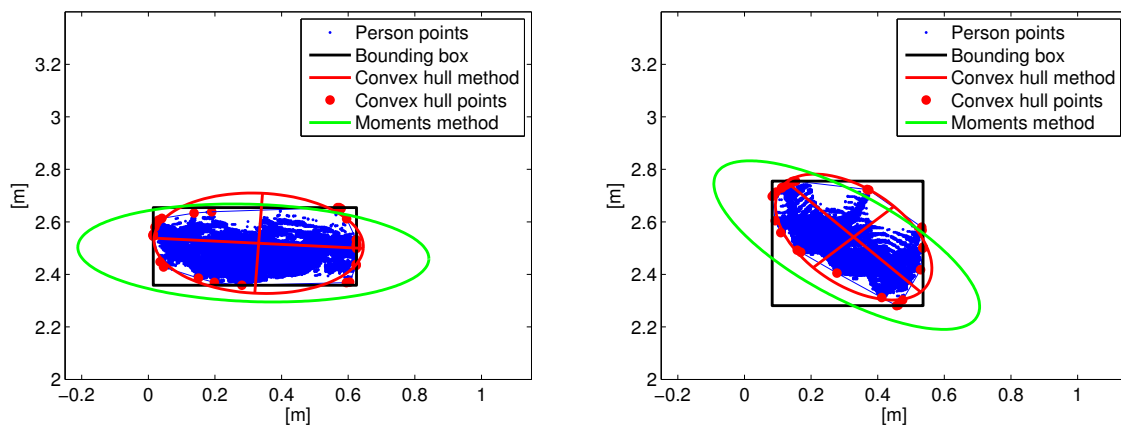 Person points
Bounding box
Convex hull method
Convex hull points
Moments method
3.2
3
2.8
2.6
2.4
2.2
2
[m]
−0.2 0 0.2 0.4 0.6 0.8 1
[m]
Person points
Bounding box
Convex hull method
Convex hull points
Moments method
3.2
3
2.8
2.6
2.4
2.2
2
[m]
−0.2 0 0.2 0.4 0.6 0.8 1
[m]